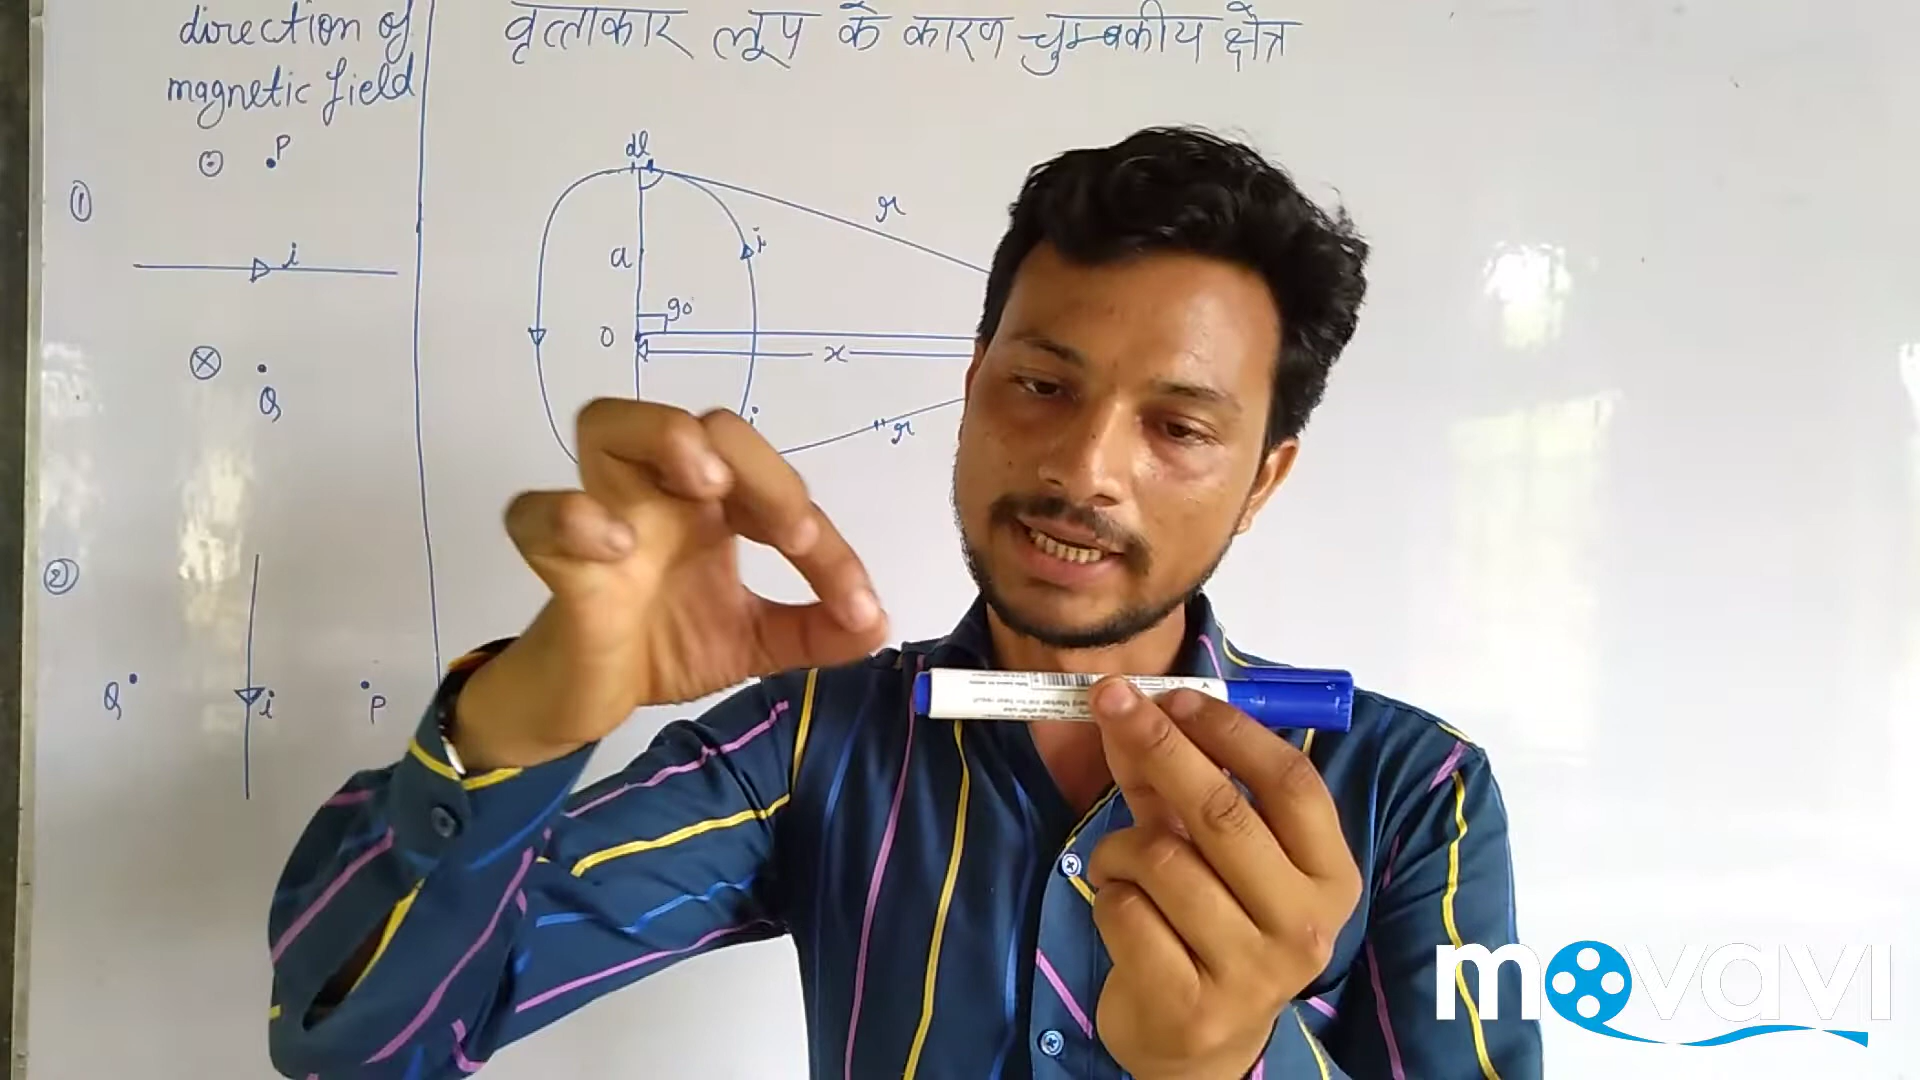 direction of
magnetic field
वृत्ताकार लूप के कारण चुम्बकीय क्षेत्र
⊙ P
①
i
⊗ Q
②
Q i P
dl
r
a
i
90
O
x
i
r
movavi